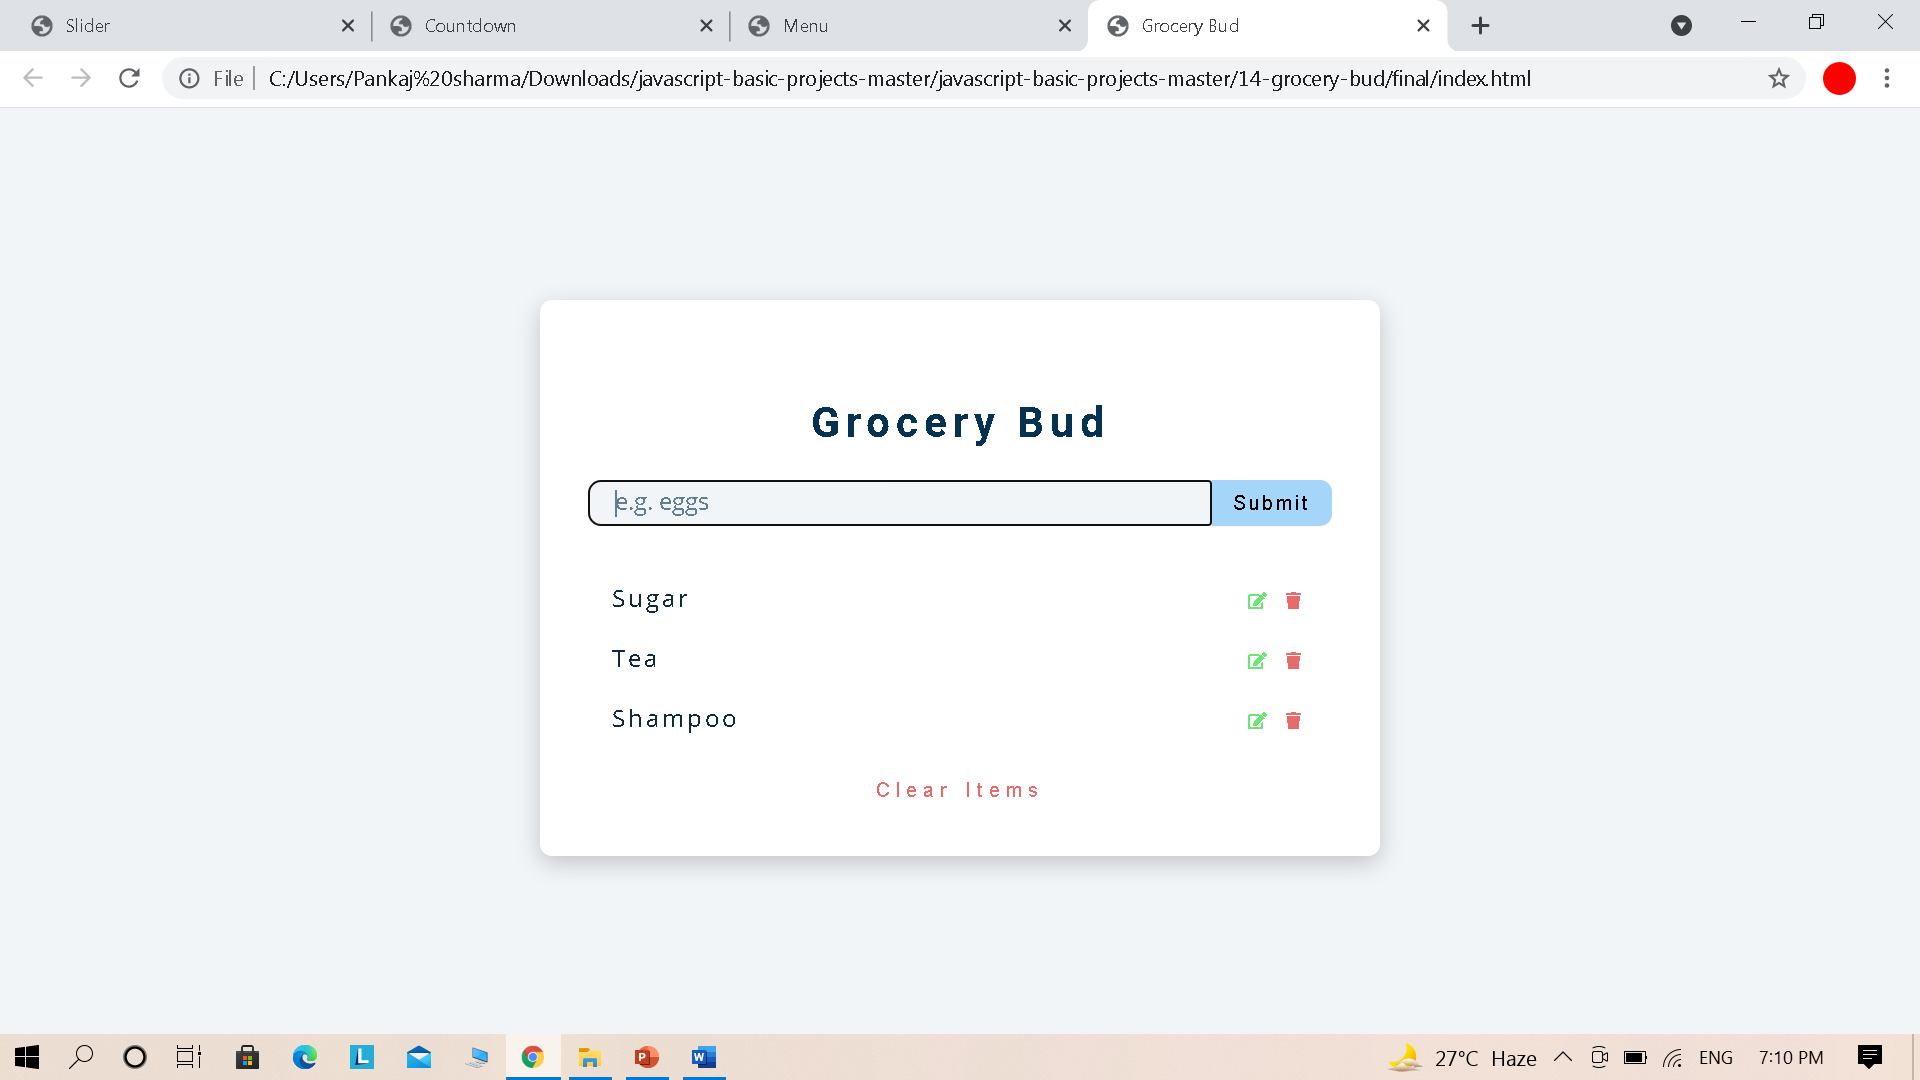 Slider
Countdown
Menu
Grocery Bud
File
C:/Users/Pankaj%20sharma/Downloads/javascript-basic-projects-master/javascript-basic-projects-master/14-grocery-bud/final/index.html
Grocery Bud
e.g. eggs
Submit
Sugar
Tea
Shampoo
Clear Items
27°C Haze
ENG
7:10 PM